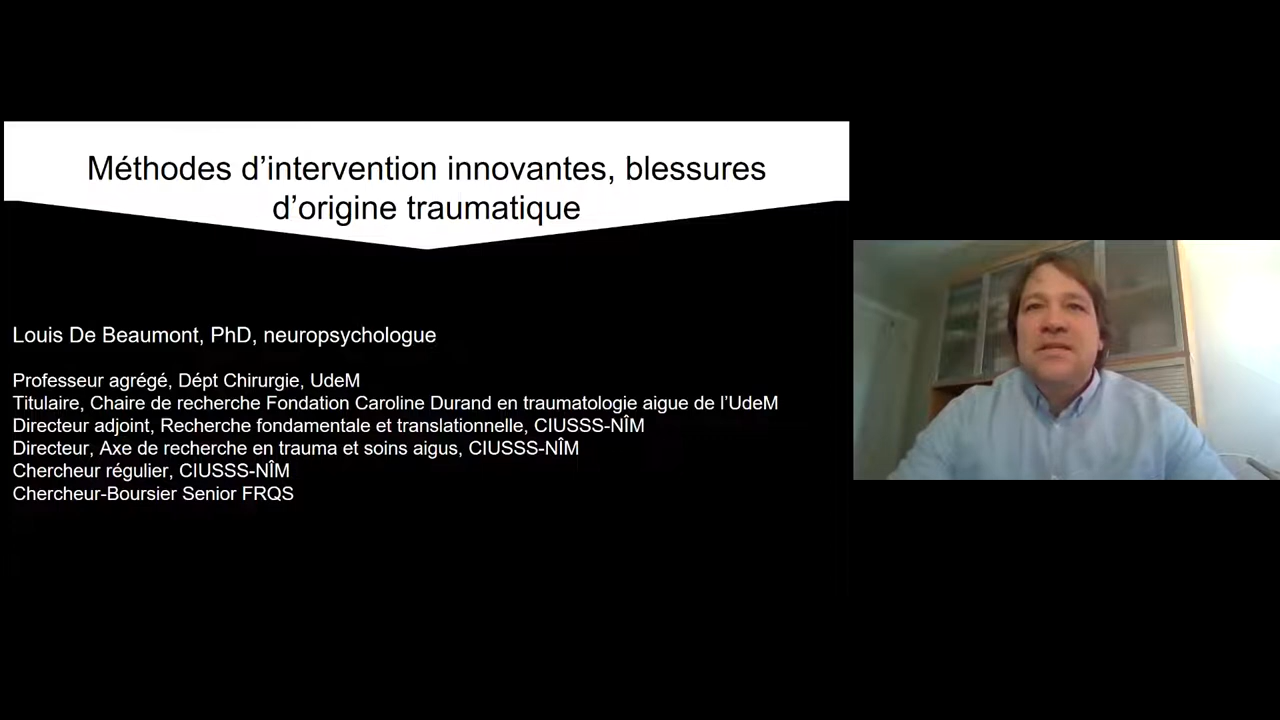 Méthodes d’intervention innovantes, blessures
d’origine traumatique
Louis De Beaumont, PhD, neuropsychologue
Professeur agrégé, Dépt Chirurgie, UdeM
Titulaire, Chaire de recherche Fondation Caroline Durand en traumatologie aigue de l’UdeM
Directeur adjoint, Recherche fondamentale et translationnelle, CIUSSS-NÎM
Directeur, Axe de recherche en trauma et soins aigus, CIUSSS-NÎM
Chercheur régulier, CIUSSS-NÎM
Chercheur-Boursier Senior FRQS